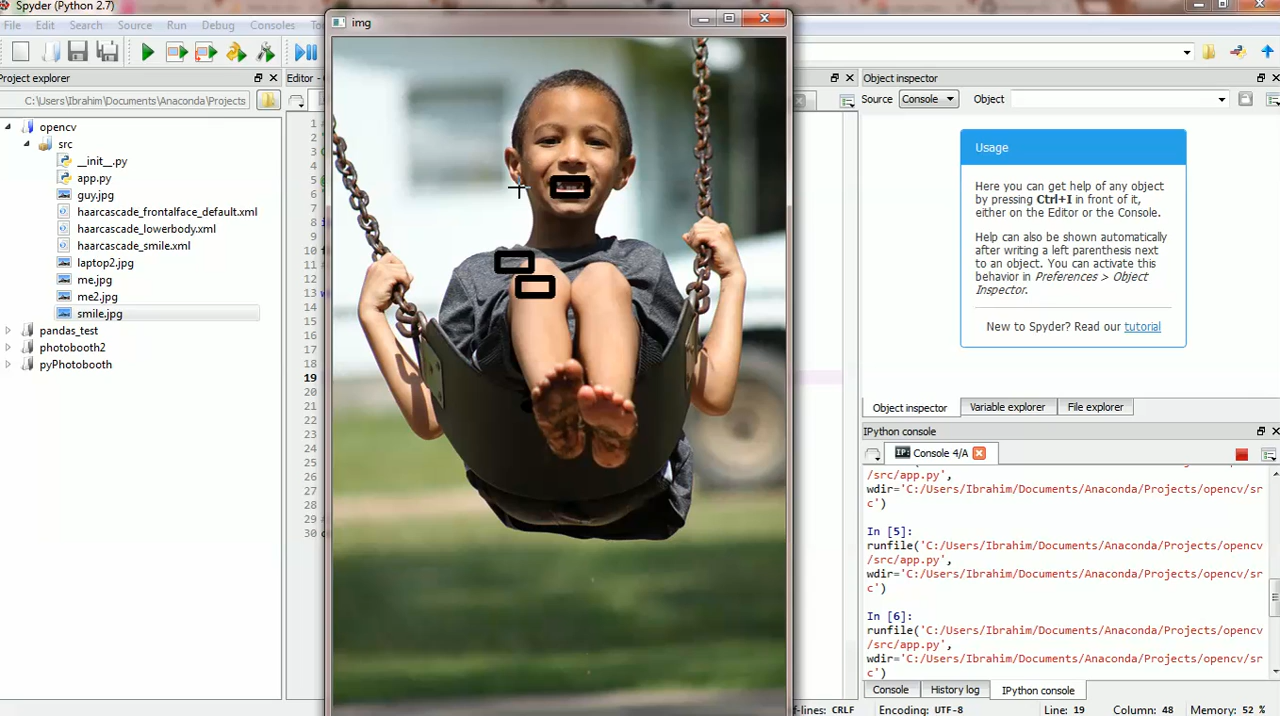 Spyder (Python 2.7)
img
File Edit Search Source Run Debug Consoles
Project explorer
Editor -
Object inspector
C:\Users\Ibrahim\Documents\Anaconda\Projects
Source Console Object
opencv
src
__init__.py
app.py
guy.jpg
haarcascade_frontalface_default.xml
haarcascade_lowerbody.xml
haarcascade_smile.xml
laptop2.jpg
me.jpg
me2.jpg
smile.jpg
pandas_test
photobooth2
pyPhotobooth
1
2
3
4
5
6
7
8
9
10
11
12
13
14
15
16
17
18
19
20
21
22
23
24
25
26
27
28
29
30
Usage
Here you can get help of any object
by pressing Ctrl+I in front of it,
either on the Editor or the Console.
Help can also be shown automatically
after writing a left parenthesis next
to an object. You can activate this
behavior in Preferences > Object
Inspector.
New to Spyder? Read our tutorial
Object inspector Variable explorer File explorer
IPython console
IP: Console 4/A
/src/app.py',
wdir='C:/Users/Ibrahim/Documents/Anaconda/Projects/opencv/sr
c')
In [5]:
runfile('C:/Users/Ibrahim/Documents/Anaconda/Projects/opencv
/src/app.py',
wdir='C:/Users/Ibrahim/Documents/Anaconda/Projects/opencv/sr
c')
In [6]:
runfile('C:/Users/Ibrahim/Documents/Anaconda/Projects/opencv
/src/app.py',
wdir='C:/Users/Ibrahim/Documents/Anaconda/Projects/opencv/sr
c')
Console History log IPython console
f-lines: CRLF Encoding: UTF-8 Line: 19 Column: 48 Memory: 52 %